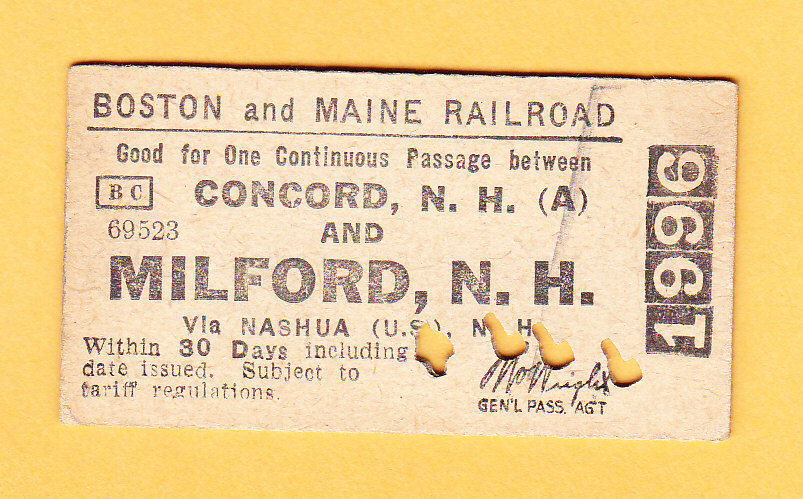 BOSTON and MAINE RAILROAD
Good for One Continuous Passage between
BC
CONCORD, N. H. (A)
69523
AND
MILFORD, N. H.
Via NASHUA (U.S), N. H
Within 30 Days including
date issued. Subject to
tariff regulations.
GEN'L PASS. AG'T
1996